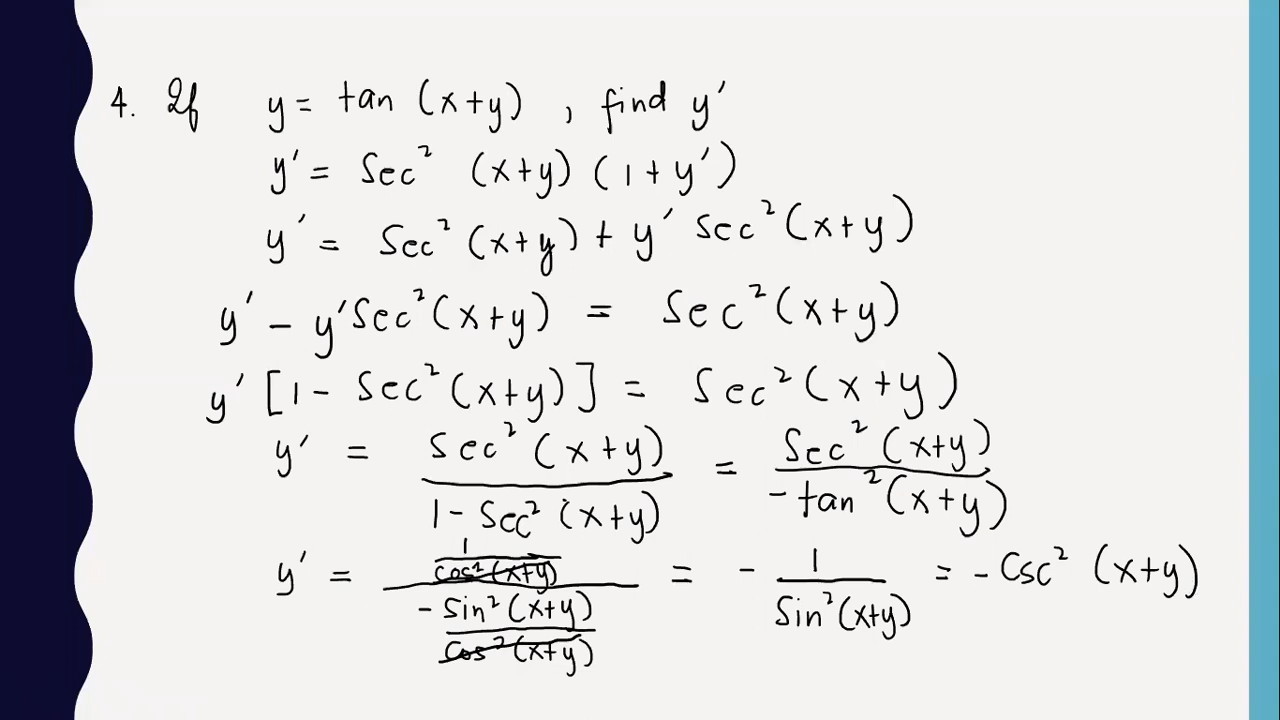 4. If y = tan (x+y) , find y′
y′ = Sec² (x+y) (1 + y′)
y′ = Sec² (x+y) + y′ Sec² (x+y)
y′ − y′Sec²(x+y) = Sec²(x+y)
y′ [1 − Sec²(x+y)] = Sec²(x+y)
y′ = Sec² (x+y) / 1 − Sec² (x+y) = Sec² (x+y) / − tan² (x+y)
y′ = 1 / cos² (x+y) / − Sin² (x+y) / cos² (x+y) = − 1 / Sin²(x+y) = − Csc² (x+y)